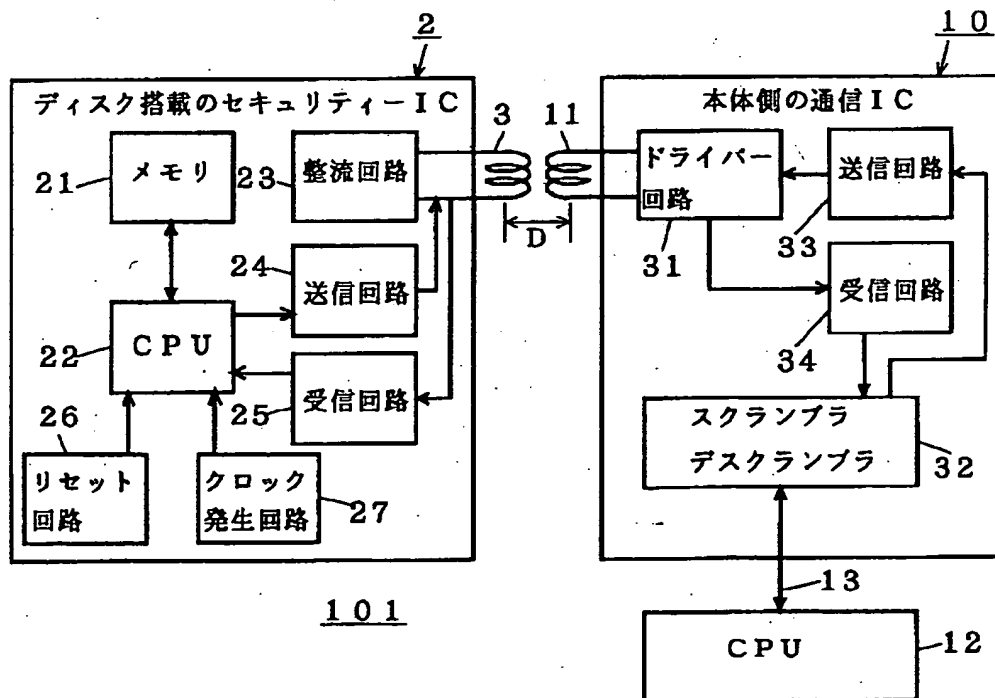 2
10
ディスク搭載のセキュリティーIC
本体側の通信IC
メモリ
21
整流回路
23
3
11
D
ドライバー
回路
31
送信回路
33
24
送信回路
受信回路
34
CPU
22
25
受信回路
26
リセット
回路
クロック
発生回路
27
スクランブラ
デスクランブラ
32
101
13
CPU
12